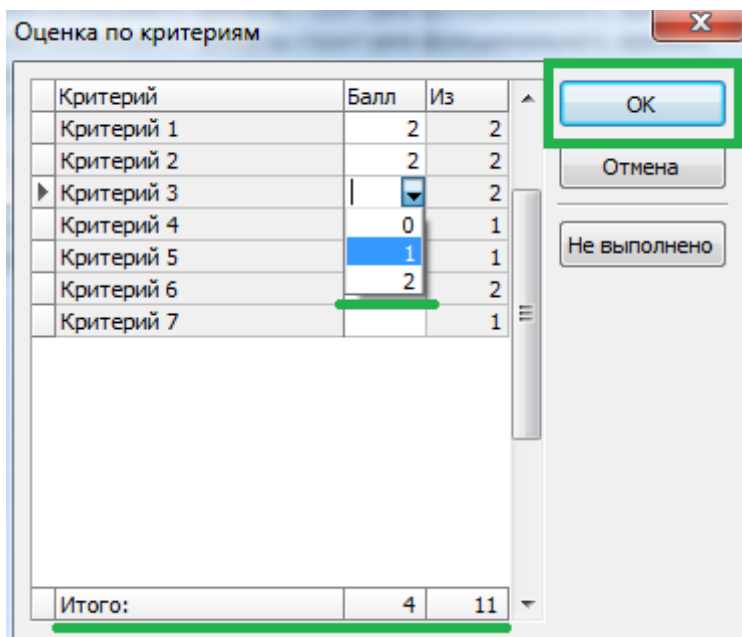 Оценка по критериям
Критерий Балл Из
Критерий 1 2 2
Критерий 2 2 2
Критерий 3 2
Критерий 4 0 1
Критерий 5 1 1
Критерий 6 2 2
Критерий 7 1
Итого: 4 11
ОК
Отмена
Не выполнено